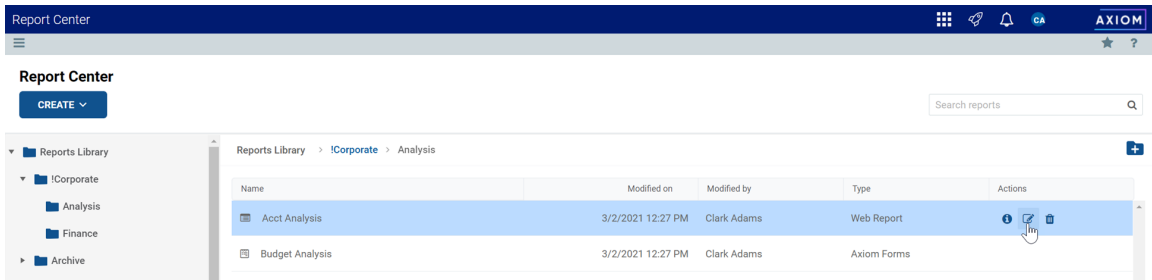 Report Center
CA
AXIOM
?
Report Center
CREATE
Search reports
Reports Library
!Corporate
Analysis
Finance
Archive
Reports Library > !Corporate > Analysis
Name Modified on Modified by Type Actions
Acct Analysis 3/2/2021 12:27 PM Clark Adams Web Report
Budget Analysis 3/2/2021 12:27 PM Clark Adams Axiom Forms